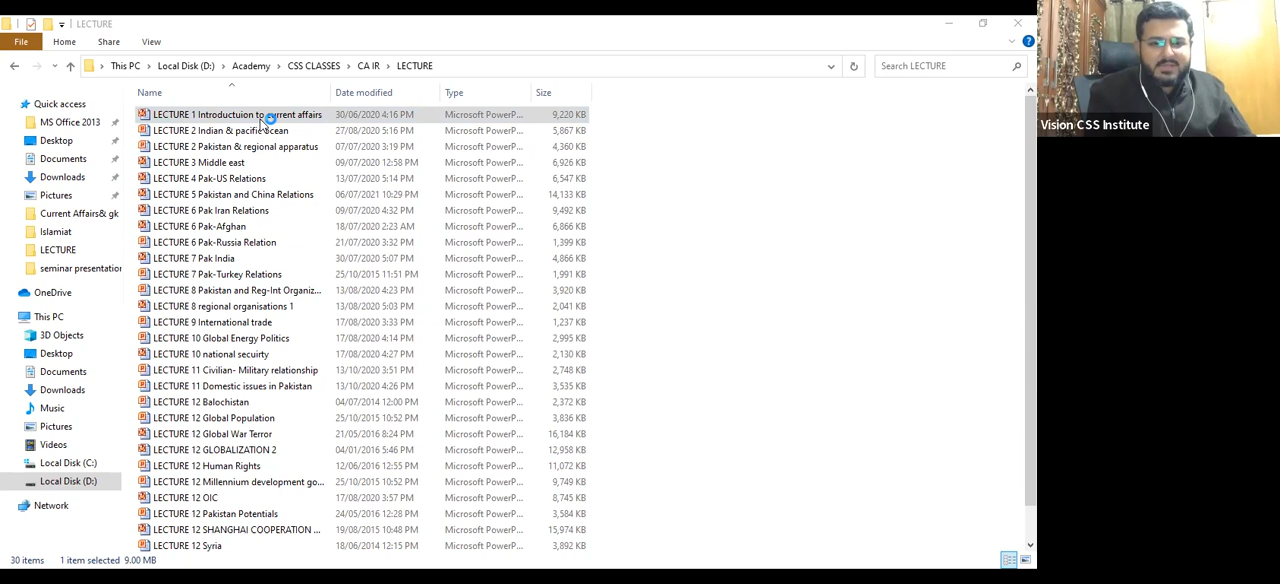 LECTURE
File Home Share View
This PC Local Disk (D:) Academy CSS CLASSES CA IR LECTURE Search LECTURE
Name Date modified Type Size
Quick access
MS Office 2013
Desktop
Documents
Downloads
Pictures
Current Affairs& gk
Islamiat
LECTURE
seminar presentation
OneDrive
This PC
3D Objects
Desktop
Documents
Downloads
Music
Pictures
Videos
Local Disk (C:)
Local Disk (D:)
Network
LECTURE 1 Introductuion to current affairs 30/06/2020 4:16 PM Microsoft PowerP... 9,220 KB
LECTURE 2 Indian & pacific ocean 27/08/2020 5:16 PM Microsoft PowerP... 5,867 KB
LECTURE 2 Pakistan & regional apparatus 07/07/2020 3:19 PM Microsoft PowerP... 4,360 KB
LECTURE 3 Middle east 09/07/2020 12:58 PM Microsoft PowerP... 6,926 KB
LECTURE 4 Pak-US Relations 13/07/2020 5:14 PM Microsoft PowerP... 6,547 KB
LECTURE 5 Pakistan and China Relations 06/07/2021 10:29 PM Microsoft PowerP... 14,133 KB
LECTURE 6 Pak Iran Relations 09/07/2020 4:32 PM Microsoft PowerP... 9,492 KB
LECTURE 6 Pak-Afghan 18/07/2020 2:23 AM Microsoft PowerP... 6,866 KB
LECTURE 6 Pak-Russia Relation 21/07/2020 3:32 PM Microsoft PowerP... 1,399 KB
LECTURE 7 Pak India 30/07/2020 5:07 PM Microsoft PowerP... 4,866 KB
LECTURE 7 Pak-Turkey Relations 25/10/2015 11:51 PM Microsoft PowerP... 1,991 KB
LECTURE 8 Pakistan and Reg-Int Organiz... 13/08/2020 4:23 PM Microsoft PowerP... 3,920 KB
LECTURE 8 regional organisations 1 13/08/2020 5:03 PM Microsoft PowerP... 2,041 KB
LECTURE 9 International trade 17/08/2020 3:33 PM Microsoft PowerP... 1,237 KB
LECTURE 10 Global Energy Politics 17/08/2020 4:14 PM Microsoft PowerP... 2,995 KB
LECTURE 10 national secuirty 17/08/2020 4:27 PM Microsoft PowerP... 2,130 KB
LECTURE 11 Civilian- Military relationship 13/10/2020 3:51 PM Microsoft PowerP... 2,748 KB
LECTURE 11 Domestic issues in Pakistan 13/10/2020 4:26 PM Microsoft PowerP... 3,535 KB
LECTURE 12 Balochistan 04/07/2014 12:00 PM Microsoft PowerP... 2,372 KB
LECTURE 12 Global Population 25/10/2015 10:52 PM Microsoft PowerP... 3,836 KB
LECTURE 12 Global War Terror 21/05/2016 8:24 PM Microsoft PowerP... 16,184 KB
LECTURE 12 GLOBALIZATION 2 04/01/2016 5:46 PM Microsoft PowerP... 12,958 KB
LECTURE 12 Human Rights 12/06/2016 12:55 PM Microsoft PowerP... 11,072 KB
LECTURE 12 Millennium development go... 25/10/2015 10:52 PM Microsoft PowerP... 9,749 KB
LECTURE 12 OIC 17/08/2020 3:57 PM Microsoft PowerP... 8,745 KB
LECTURE 12 Pakistan Potentials 24/05/2016 12:28 PM Microsoft PowerP... 3,584 KB
LECTURE 12 SHANGHAI COOPERATION ... 19/08/2015 10:48 PM Microsoft PowerP... 15,974 KB
LECTURE 12 Syria 18/06/2014 12:15 PM Microsoft PowerP... 3,892 KB
30 items 1 item selected 9.00 MB
Vision CSS Institute